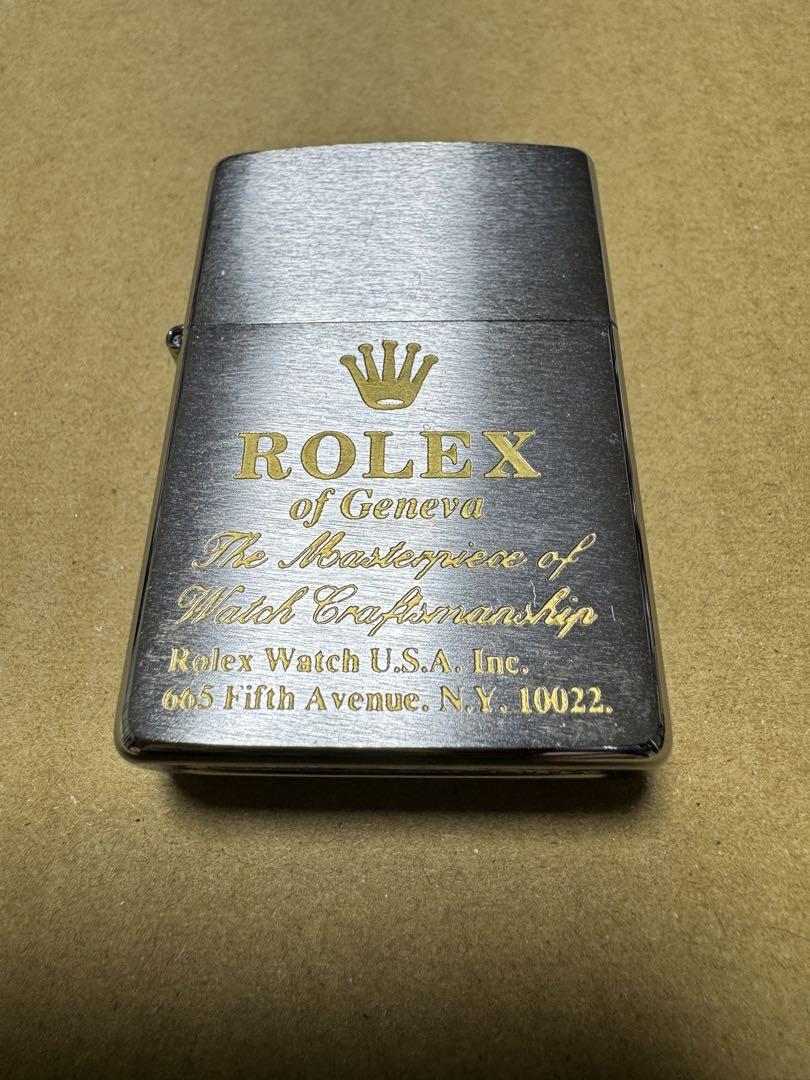 ROLEX
of Geneva
The Masterpiece of
Watch Craftsmanship
Rolex Watch U.S.A. Inc.
665 Fifth Avenue. N.Y. 10022.